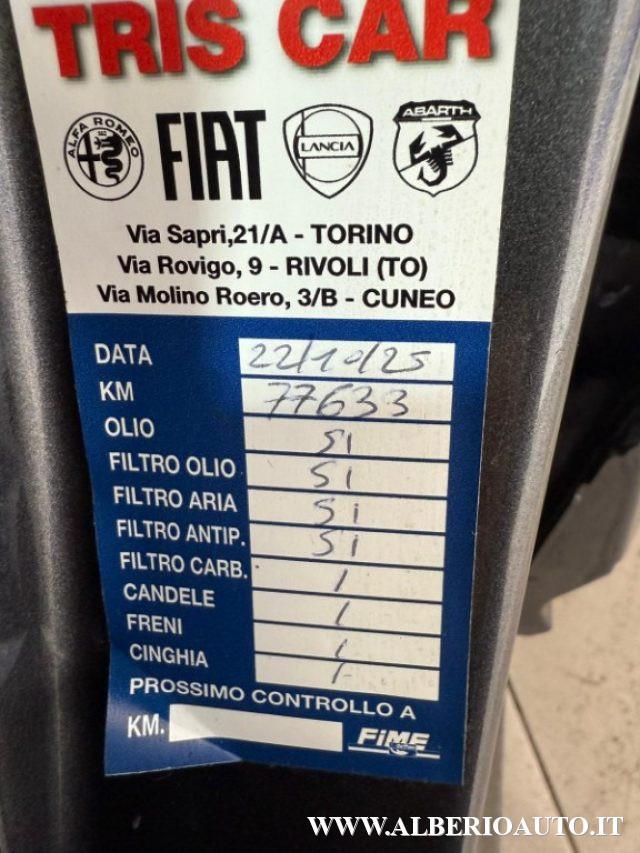 TRIS CAR
ALFA ROMEO FIAT LANCIA ABARTH
Via Sapri,21/A - TORINO
Via Rovigo, 9 - RIVOLI (TO)
Via Molino Roero, 3/B - CUNEO
DATA 22/10/25
KM 77633
OLIO SI
FILTRO OLIO SI
FILTRO ARIA SI
FILTRO ANTIP. SI
FILTRO CARB. /
CANDELE /
FRENI /
CINGHIA /
PROSSIMO CONTROLLO A
KM. FiME
WWW.ALBERIOAUTO.IT